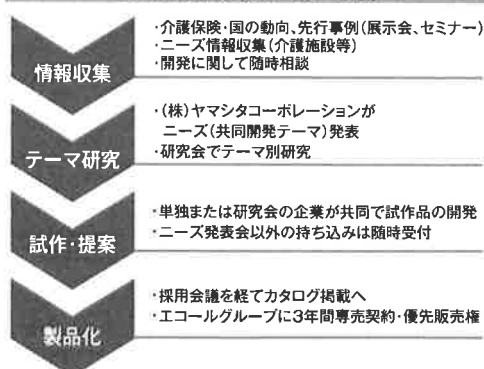 情報収集
・介護保険・国の動向、先行事例(展示会、セミナー)
・ニーズ情報収集(介護施設等)
・開発に関して随時相談
テーマ研究
・(株)ヤマシタコーポレーションが
ニーズ(共同開発テーマ)発表
・研究会でテーマ別研究
試作・提案
・単独または研究会の企業が共同で試作品の開発
・ニーズ発表会以外の持ち込みは随時受付
製品化
・採用会議を経てカタログ掲載へ
・エコールグループに3年間専売契約・優先販売権